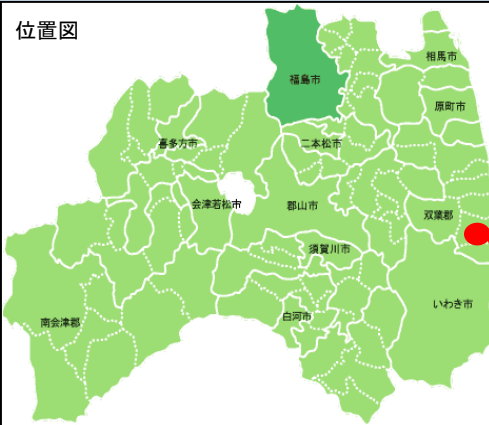 位置図
福島市
相馬市
原町市
喜多方市
二本松市
会津若松市
郡山市
双葉郡
須賀川市
いわき市
白河市
南会津郡